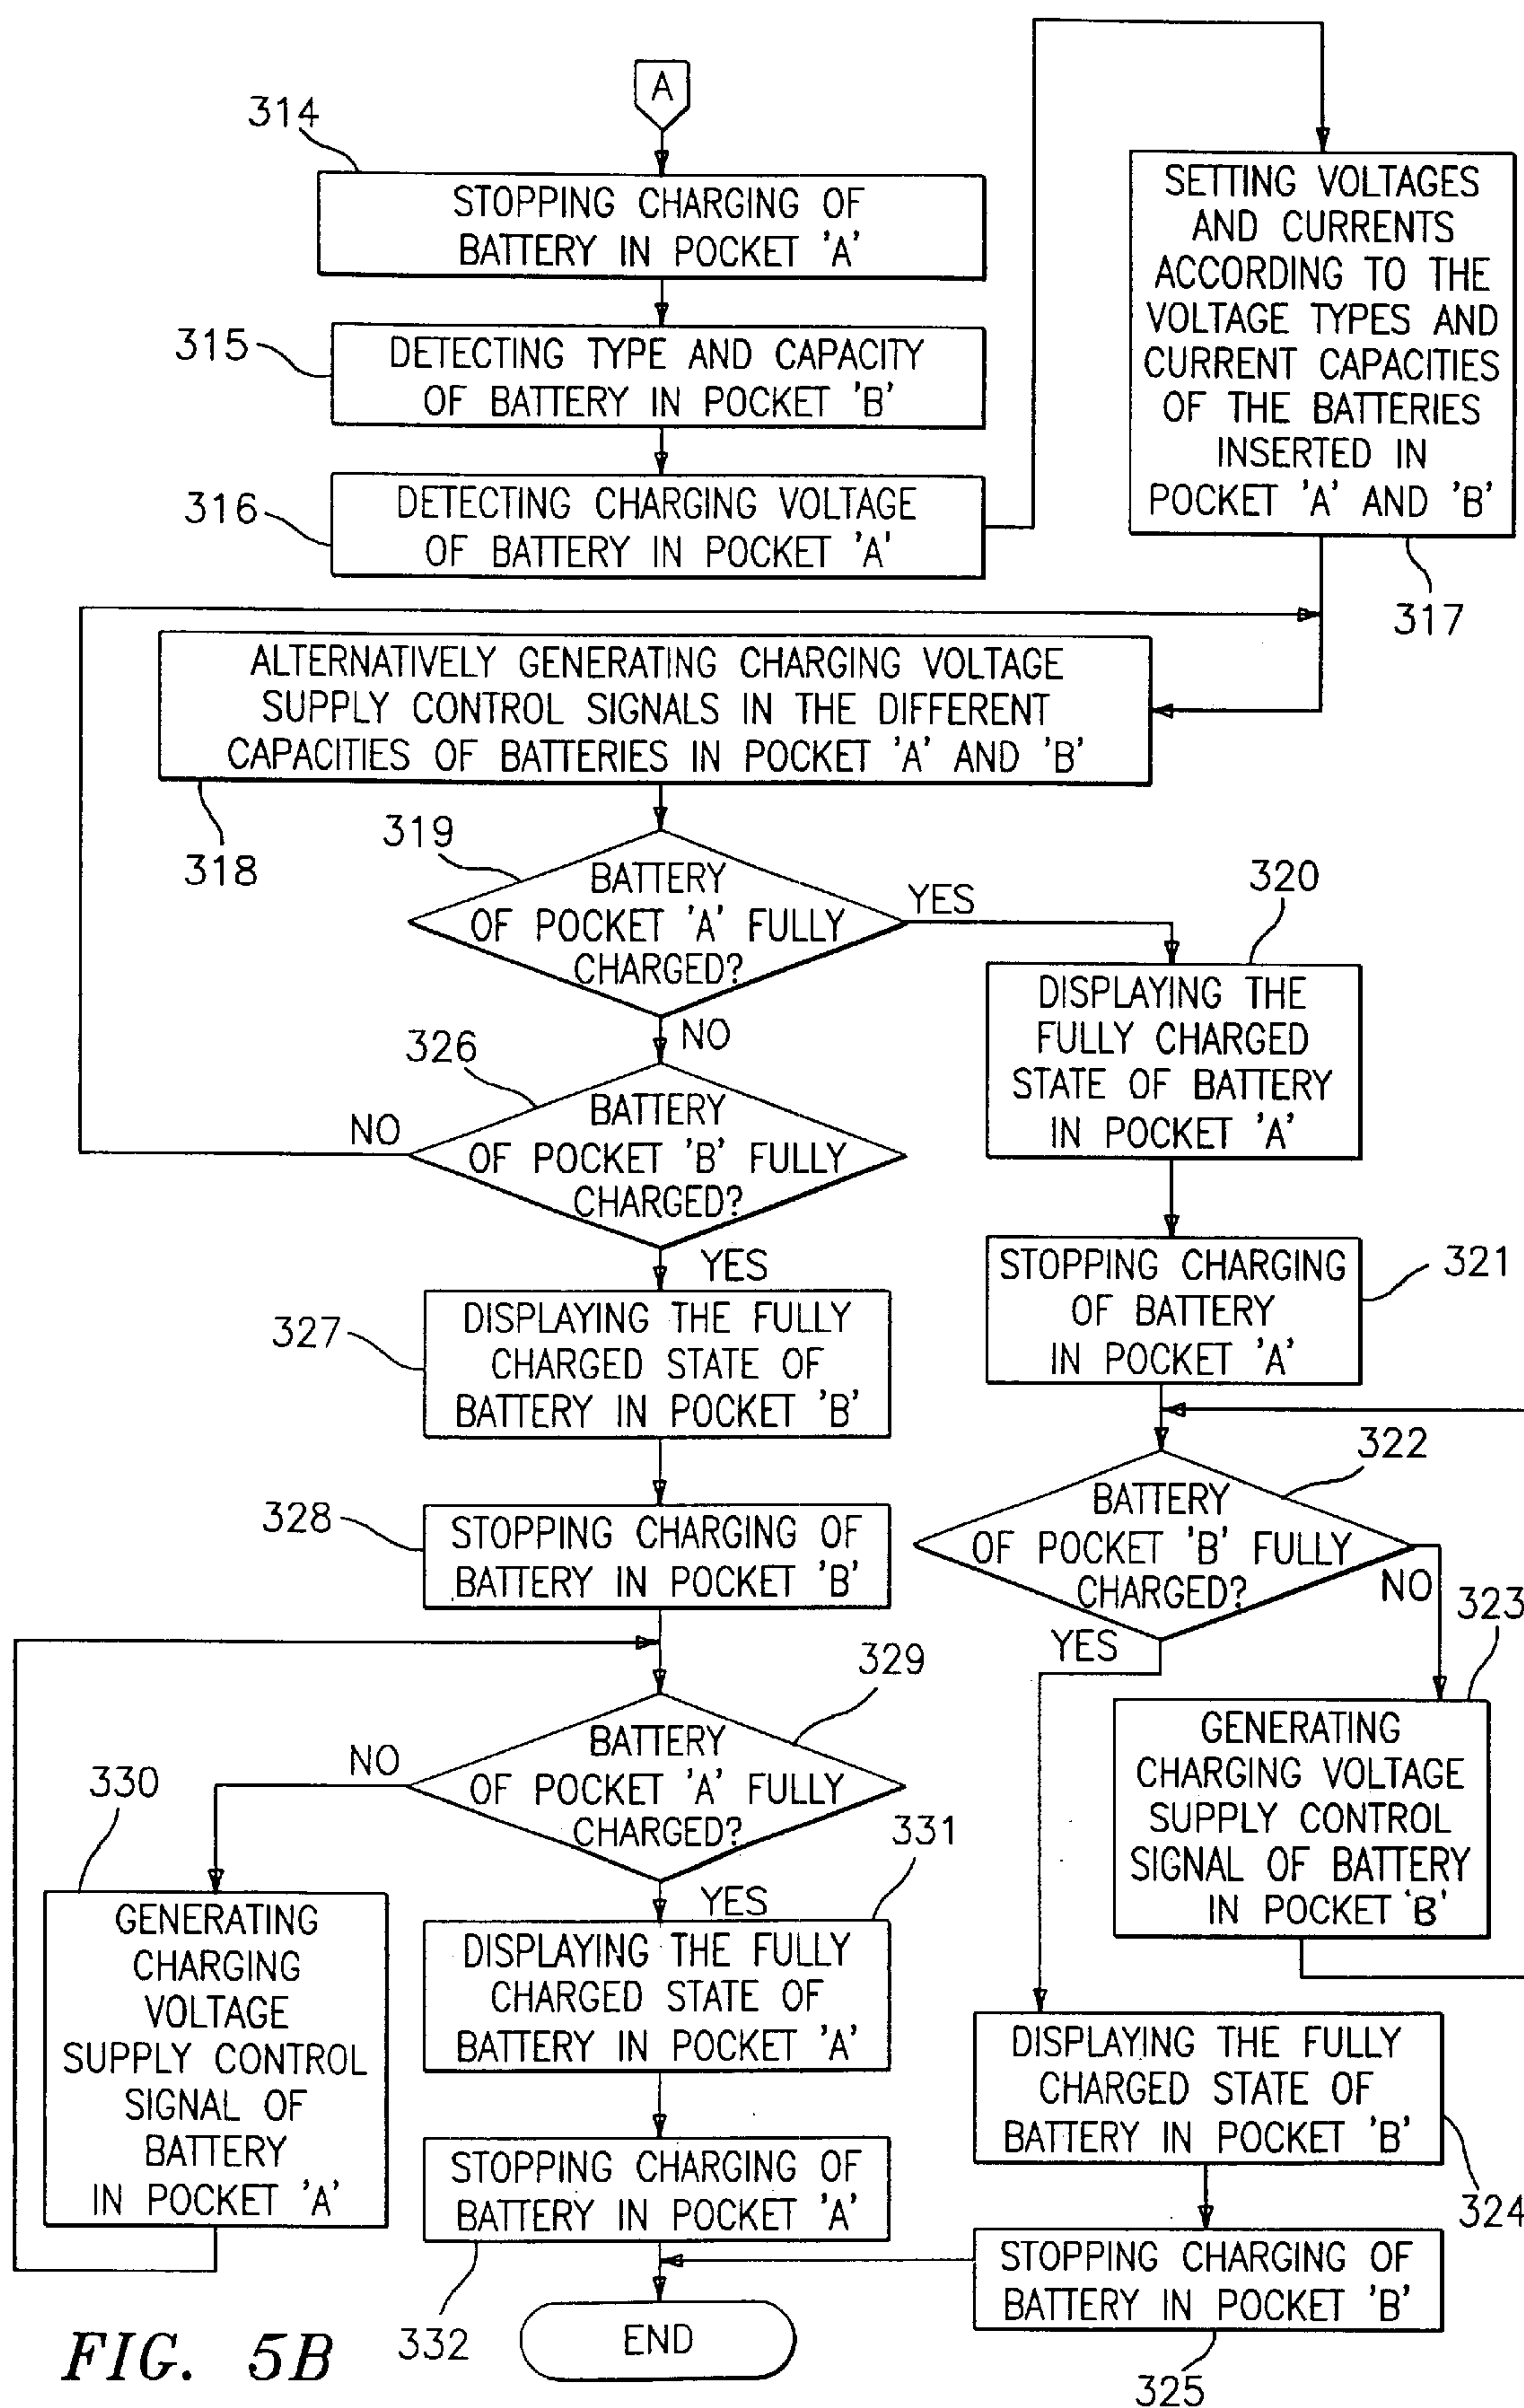 A
314
STOPPING CHARGING OF
BATTERY IN POCKET 'A'
315
DETECTING TYPE AND CAPACITY
OF BATTERY IN POCKET 'B'
316
DETECTING CHARGING VOLTAGE
OF BATTERY IN POCKET 'A'
SETTING VOLTAGES
AND CURRENTS
ACCORDING TO THE
VOLTAGE TYPES AND
CURRENT CAPACITIES
OF THE BATTERIES
INSERTED IN
POCKET 'A' AND 'B'
317
ALTERNATIVELY GENERATING CHARGING VOLTAGE
SUPPLY CONTROL SIGNALS IN THE DIFFERENT
CAPACITIES OF BATTERIES IN POCKET 'A' AND 'B'
318
319
BATTERY
OF POCKET 'A' FULLY
CHARGED?
YES
NO
320
DISPLAYING THE
FULLY CHARGED
STATE OF BATTERY
IN POCKET 'A'
326
BATTERY
OF POCKET 'B' FULLY
CHARGED?
NO
YES
321
STOPPING CHARGING
OF BATTERY
IN POCKET 'A'
327
DISPLAYING THE FULLY
CHARGED STATE OF
BATTERY IN POCKET 'B'
322
BATTERY
OF POCKET 'B' FULLY
CHARGED?
NO
YES
328
STOPPING CHARGING OF
BATTERY IN POCKET 'B'
323
GENERATING
CHARGING VOLTAGE
SUPPLY CONTROL
SIGNAL OF BATTERY
IN POCKET 'B'
329
BATTERY
OF POCKET 'A' FULLY
CHARGED?
NO
YES
330
GENERATING
CHARGING
VOLTAGE
SUPPLY CONTROL
SIGNAL OF
BATTERY
IN POCKET 'A'
331
DISPLAYING THE FULLY
CHARGED STATE OF
BATTERY IN POCKET 'A'
DISPLAYING THE FULLY
CHARGED STATE OF
BATTERY IN POCKET 'B'
324
STOPPING CHARGING OF
BATTERY IN POCKET 'A'
332
STOPPING CHARGING OF
BATTERY IN POCKET 'B'
325
END
FIG. 5B